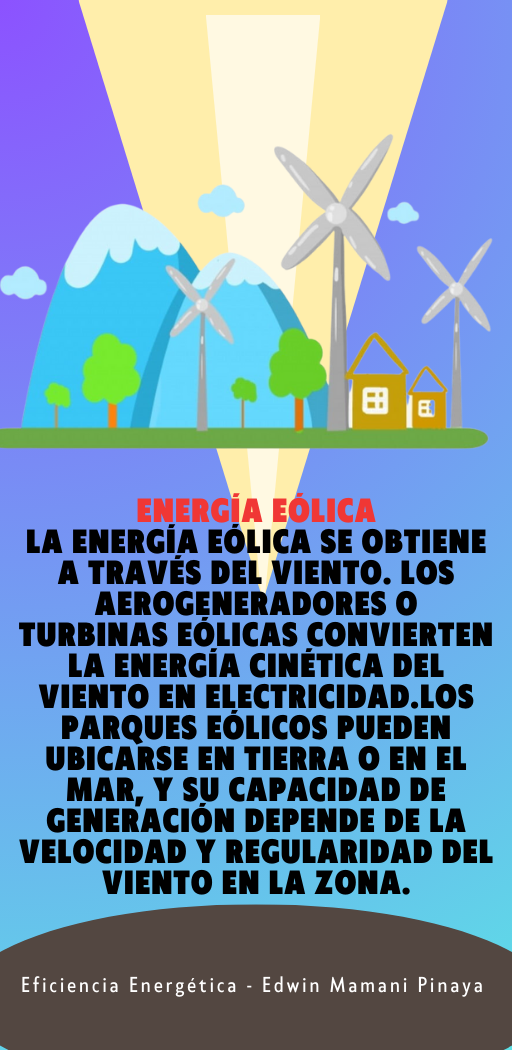 ENERGÍA EÓLICA
LA ENERGÍA EÓLICA SE OBTIENE
A TRAVÉS DEL VIENTO. LOS
AEROGENERADORES O
TURBINAS EÓLICAS CONVIERTEN
LA ENERGÍA CINÉTICA DEL
VIENTO EN ELECTRICIDAD.LOS
PARQUES EÓLICOS PUEDEN
UBICARSE EN TIERRA O EN EL
MAR, Y SU CAPACIDAD DE
GENERACIÓN DEPENDE DE LA
VELOCIDAD Y REGULARIDAD DEL
VIENTO EN LA ZONA.
Eficiencia Energética - Edwin Mamani Pinaya